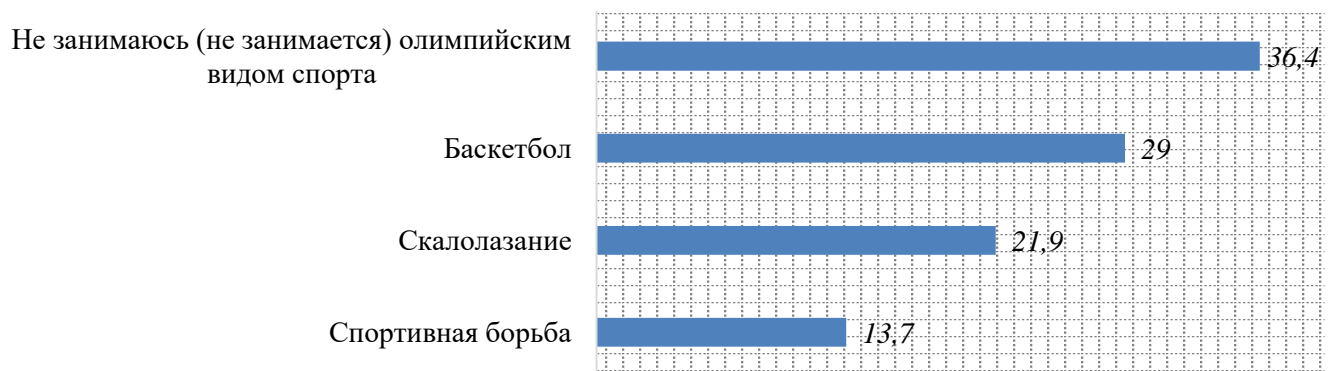 Не занимаюсь (не занимается) олимпийским
видом спорта
36,4
Баскетбол
29
Скалолазание
21,9
Спортивная борьба
13,7